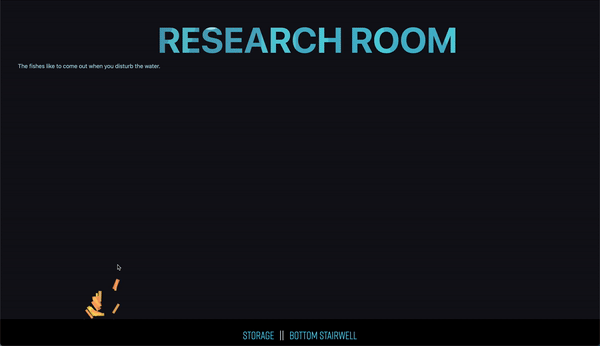 RESEARCH ROOM
The fishes like to come out when you disturb the water.
STORAGE || BOTTOM STAIRWELL